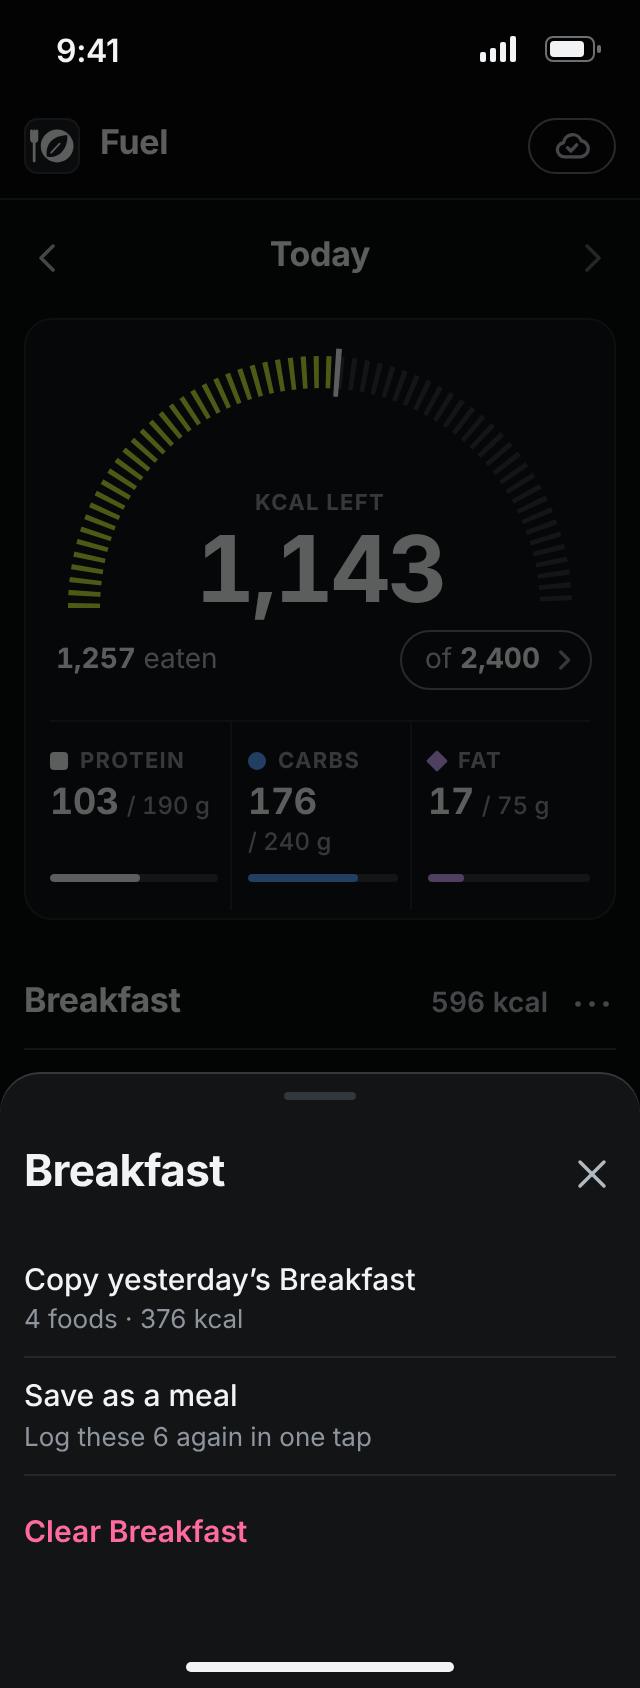 9:41
Fuel
Today
KCAL LEFT
1,143
1,257 eaten
of 2,400
PROTEIN
103 / 190 g
CARBS
176
/ 240 g
FAT
17 / 75 g
Breakfast
596 kcal
Breakfast
Copy yesterday’s Breakfast
4 foods · 376 kcal
Save as a meal
Log these 6 again in one tap
Clear Breakfast